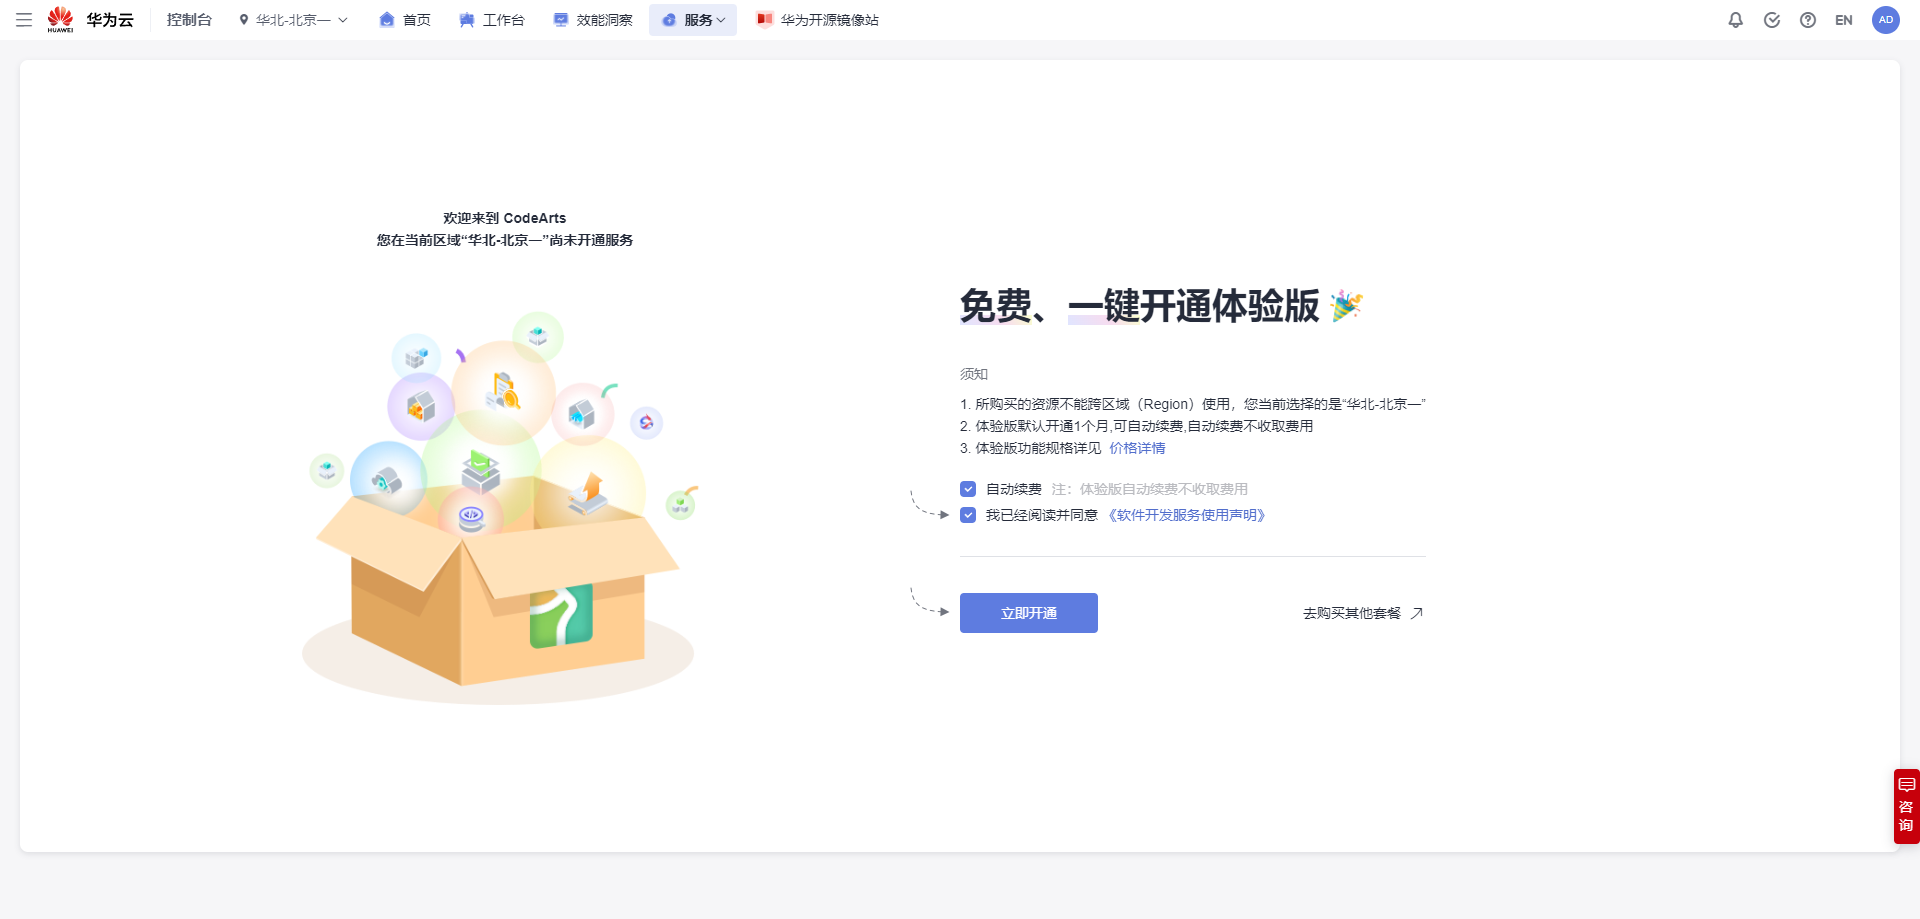 HUAWEI
华为云
控制台
华北-北京一
首页
工作台
效能洞察
服务
华为开源镜像站
EN
AD
欢迎来到 CodeArts
您在当前区域“华北-北京一”尚未开通服务
免费、一键开通体验版
须知
1. 所购买的资源不能跨区域（Region）使用，您当前选择的是“华北-北京一”
2. 体验版默认开通1个月,可自动续费,自动续费不收取费用
3. 体验版功能规格详见 价格详情
自动续费 注：体验版自动续费不收取费用
我已经阅读并同意 《软件开发服务使用声明》
立即开通
去购买其他套餐
咨询